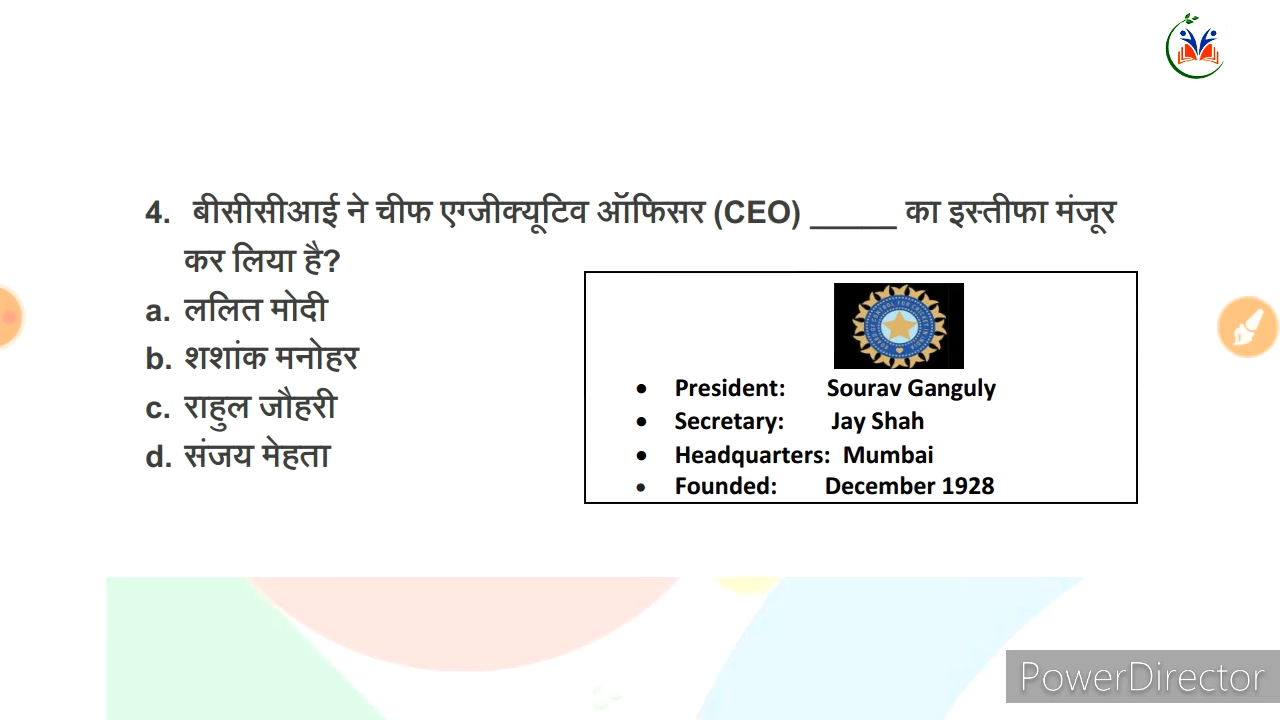 4. बीसीसीआई ने चीफ एग्जीक्यूटिव ऑफिसर (CEO) _____ का इस्तीफा मंजूर
कर लिया है?
a. ललित मोदी
b. शशांक मनोहर
c. राहुल जौहरी
d. संजय मेहता
• President: Sourav Ganguly
• Secretary: Jay Shah
• Headquarters: Mumbai
• Founded: December 1928
PowerDirector